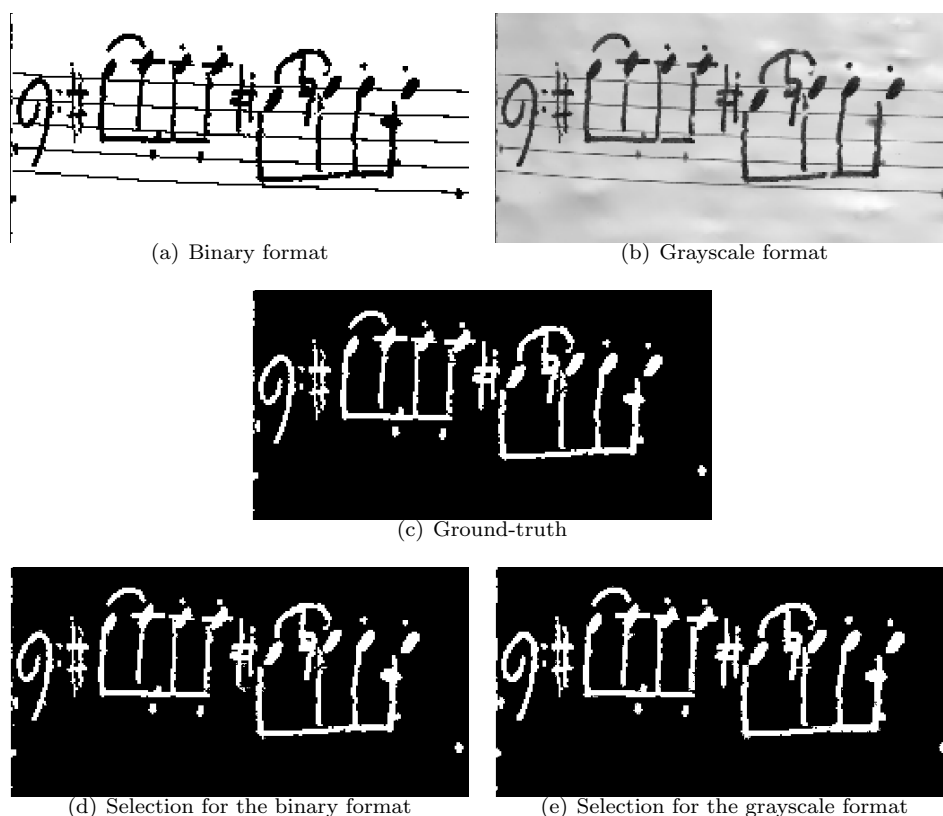 (a) Binary format
(b) Grayscale format
(c) Ground-truth
(d) Selection for the binary format
(e) Selection for the grayscale format